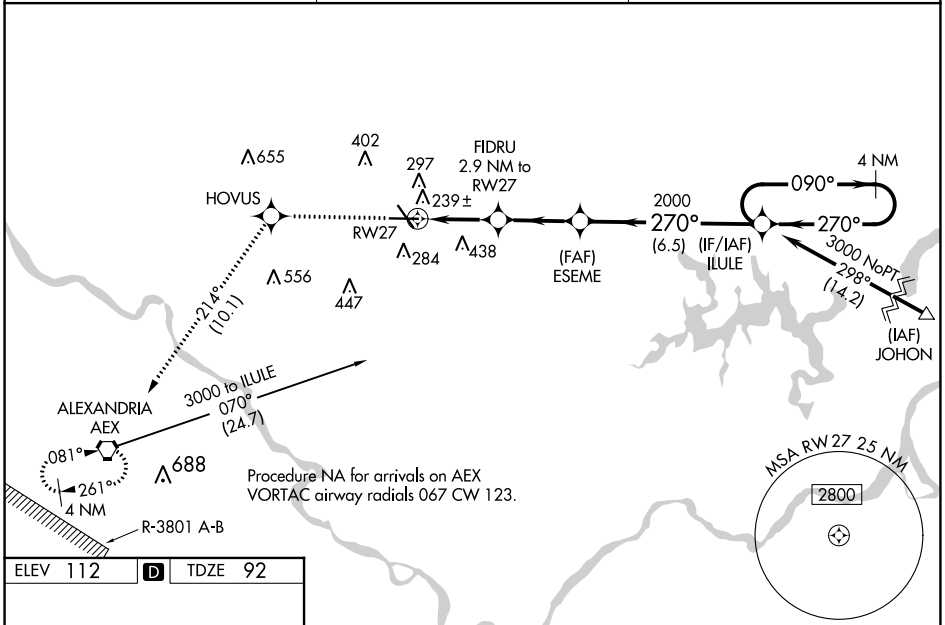 655
402
297
239 ±
FIDRU
2.9 NM to
RW27
HOVUS
RW27
284
438
(FAF)
ESEME
2000
270°
(6.5)
(IF/IAF)
ILULE
4 NM
090°
270°
3000 NoPT
298°
(14.2)
(IAF)
JOHON
556
447
214°
(10.1)
3000 to ILULE
070°
(24.7)
ALEXANDRIA
AEX
081°
261°
4 NM
688
R-3801 A-B
Procedure NA for arrivals on AEX
VORTAC airway radials 067 CW 123.
MSA RW 27 25 NM
2800
ELEV 112 D TDZE 92